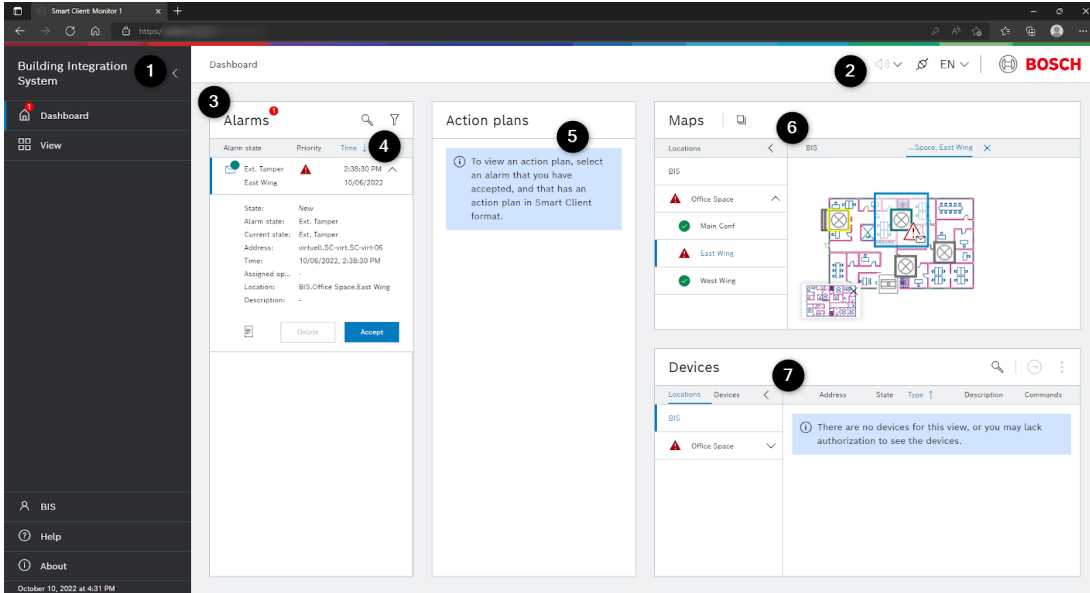 Smart Client: Monitor 1
https:/
Building Integration
System
1
Dashboard
2
EN
BOSCH
1
Dashboard
View
3
Alarms
1
4
Alarm state Priority Time
Ext. Tamper 2:38:30 PM
East Wing 10/06/2022
State: New
Alarm state: Ext. Tamper
Current state: Ext. Tamper
Address: virtuell.SC-virt.SC-virt-06
Time: 10/06/2022, 2:38:30 PM
Assigned op... -
Location: BIS.Office Space.East Wing
Description: -
Delete Accept
Action plans
5
To view an action plan, select
an alarm that you have
accepted, and that has an
action plan in Smart Client
format.
Maps
6
Locations BIS ...Space, East Wing
BIS
Office Space
Main Conf
East Wing
West Wing
Devices
7
Locations Devices Address State Type Description Commands
BIS
Office Space
There are no devices for this view, or you may lack
authorization to see the devices.
BIS
Help
About
October 10, 2022 at 4:31 PM